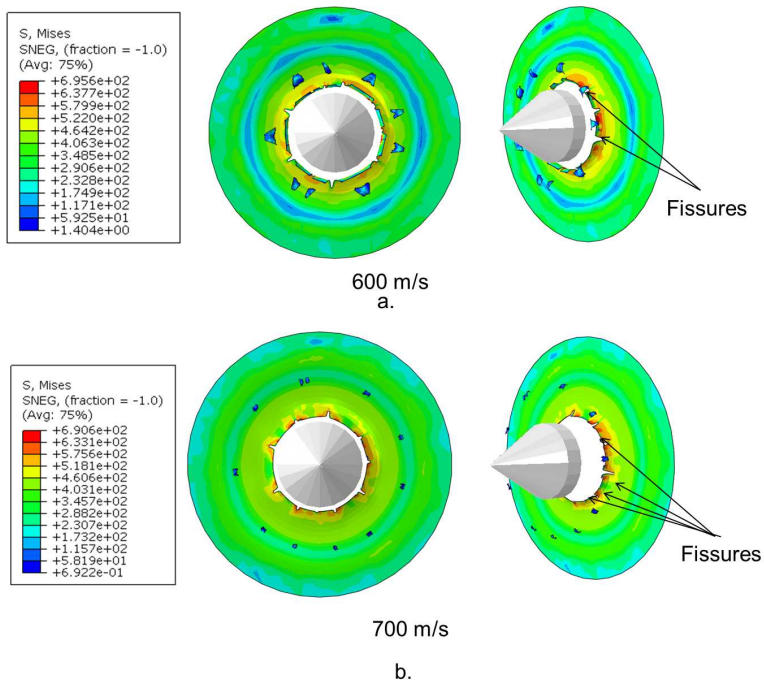 S, Mises
SNEG, (fraction = -1.0)
(Avg: 75%)
+6.956e+02
+6.377e+02
+5.799e+02
+5.220e+02
+4.642e+02
+4.063e+02
+3.485e+02
+2.906e+02
+2.328e+02
+1.749e+02
+1.171e+02
+5.925e+01
+1.404e+00
Fissures
600 m/s
a.
S, Mises
SNEG, (fraction = -1.0)
(Avg: 75%)
+6.906e+02
+6.331e+02
+5.756e+02
+5.181e+02
+4.606e+02
+4.031e+02
+3.457e+02
+2.882e+02
+2.307e+02
+1.732e+02
+1.157e+02
+5.819e+01
+6.922e-01
Fissures
700 m/s
b.